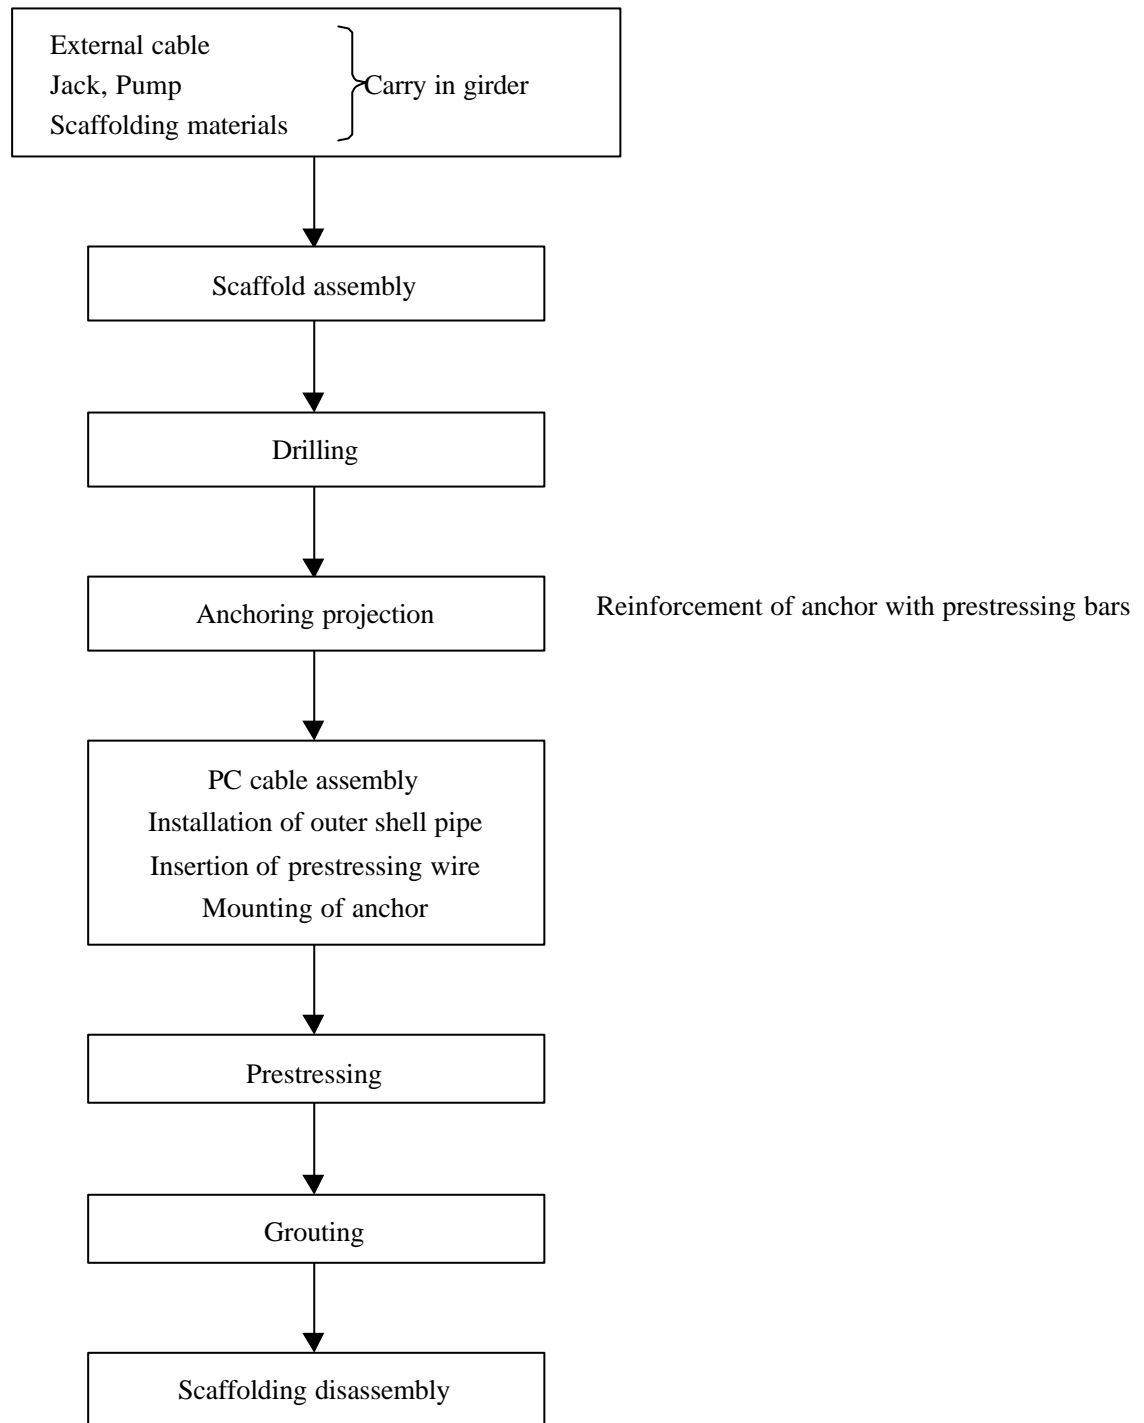 External cable
Jack, Pump
Carry in girder
Scaffolding materials
Scaffold assembly
Drilling
Anchoring projection
Reinforcement of anchor with prestressing bars
PC cable assembly
Installation of outer shell pipe
Insertion of prestressing wire
Mounting of anchor
Prestressing
Grouting
Scaffolding disassembly